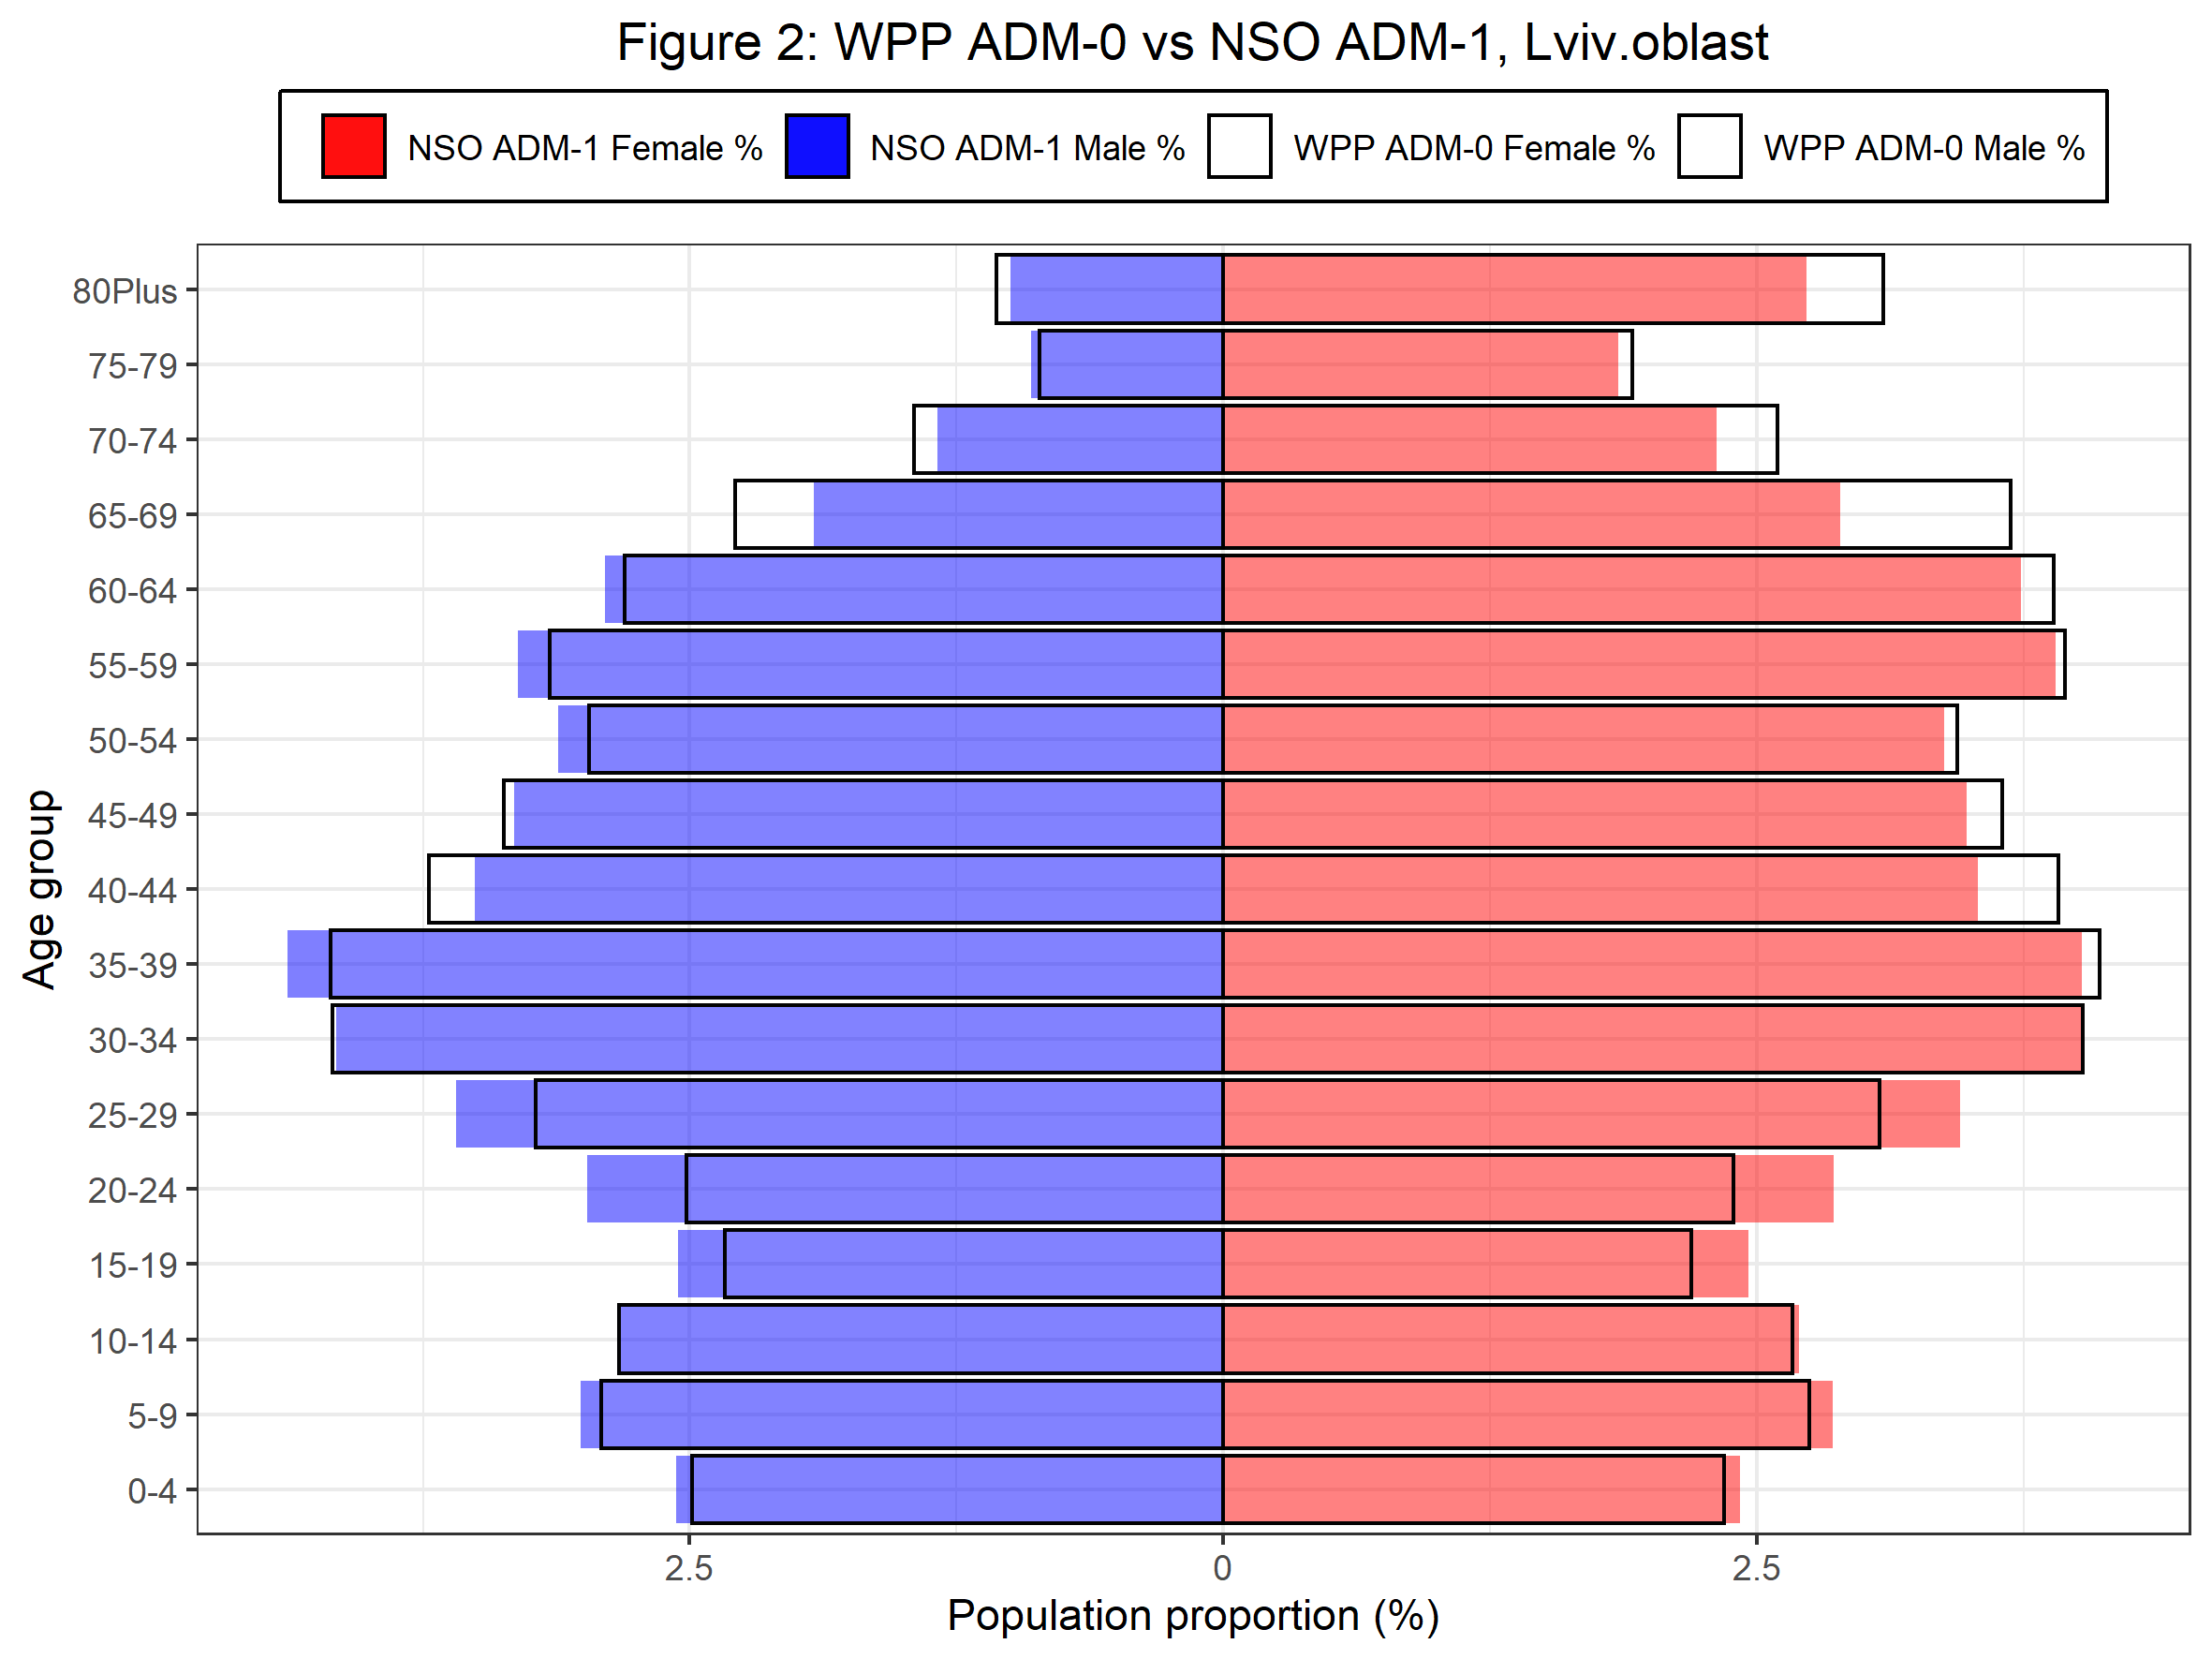 Figure 2: WPP ADM-0 vs NSO ADM-1, Lviv.oblast
NSO ADM-1 Female % NSO ADM-1 Male % WPP ADM-0 Female % WPP ADM-0 Male %
80Plus
75-79
70-74
65-69
60-64
55-59
50-54
45-49
40-44
35-39
30-34
25-29
20-24
15-19
10-14
5-9
0-4
Age group
2.5 0 2.5
Population proportion (%)